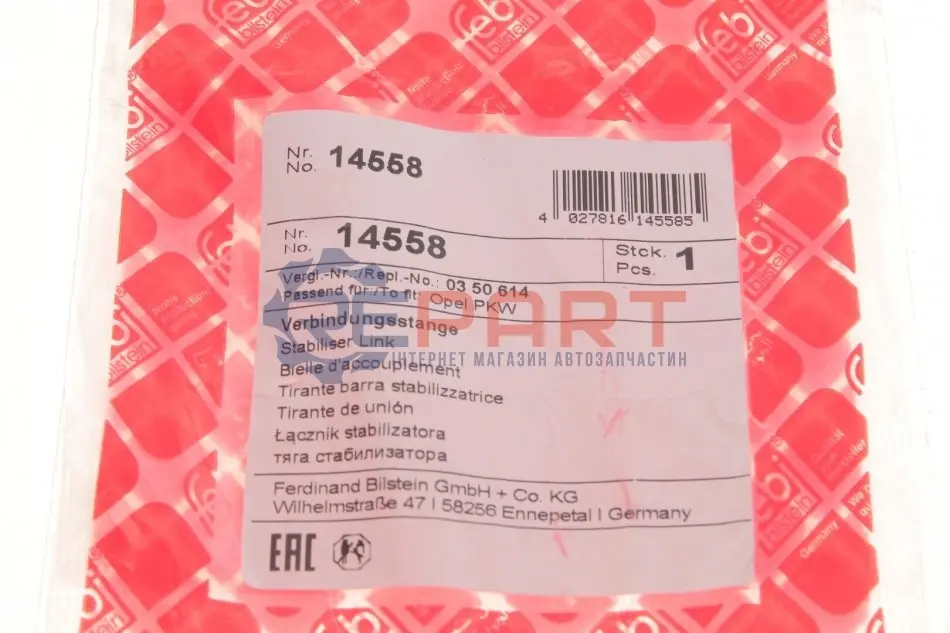 Nr.
No. 14558
4 027816 145585
Nr.
No. 14558
Stck.
Pcs. 1
Vergl.-Nr.:/Repl.-No.: 03 50 614
Passend für:/To fit: Opel PKW
Verbindungsstange
Stabiliser Link
Bielle d'accouplement
Tirante barra stabilizzatrice
Tirante de unión
Łącznik stabilizatora
тяга стабилизатора
Ferdinand Bilstein GmbH + Co. KG
Wilhelmstraße 47 I 58256 Ennepetal I Germany
EAC
EPART
ІНТЕРНЕТ МАГАЗИН АВТОЗАПЧАСТИН
febi
bilstein
Germany